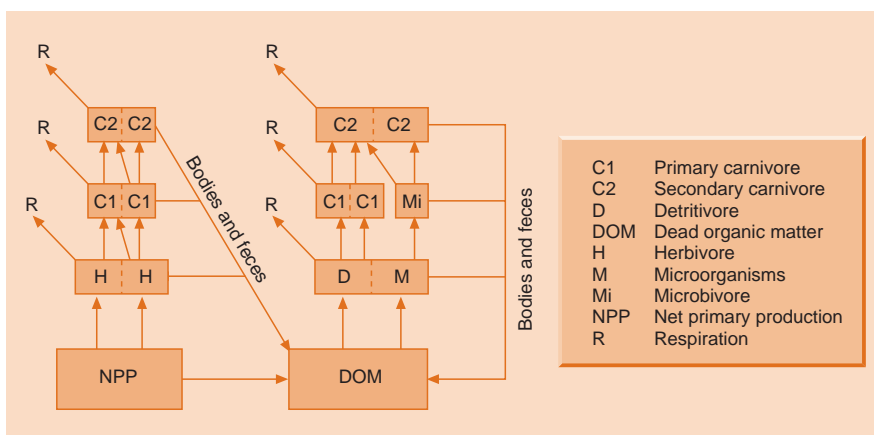 R
R
C2 C2
C2 C2
R
R
C1 C1
C1 C1
Mi
R
R
H H
D M
Bodies and feces
Bodies and feces
NPP
DOM
C1 Primary carnivore
C2 Secondary carnivore
D Detritivore
DOM Dead organic matter
H Herbivore
M Microorganisms
Mi Microbivore
NPP Net primary production
R Respiration